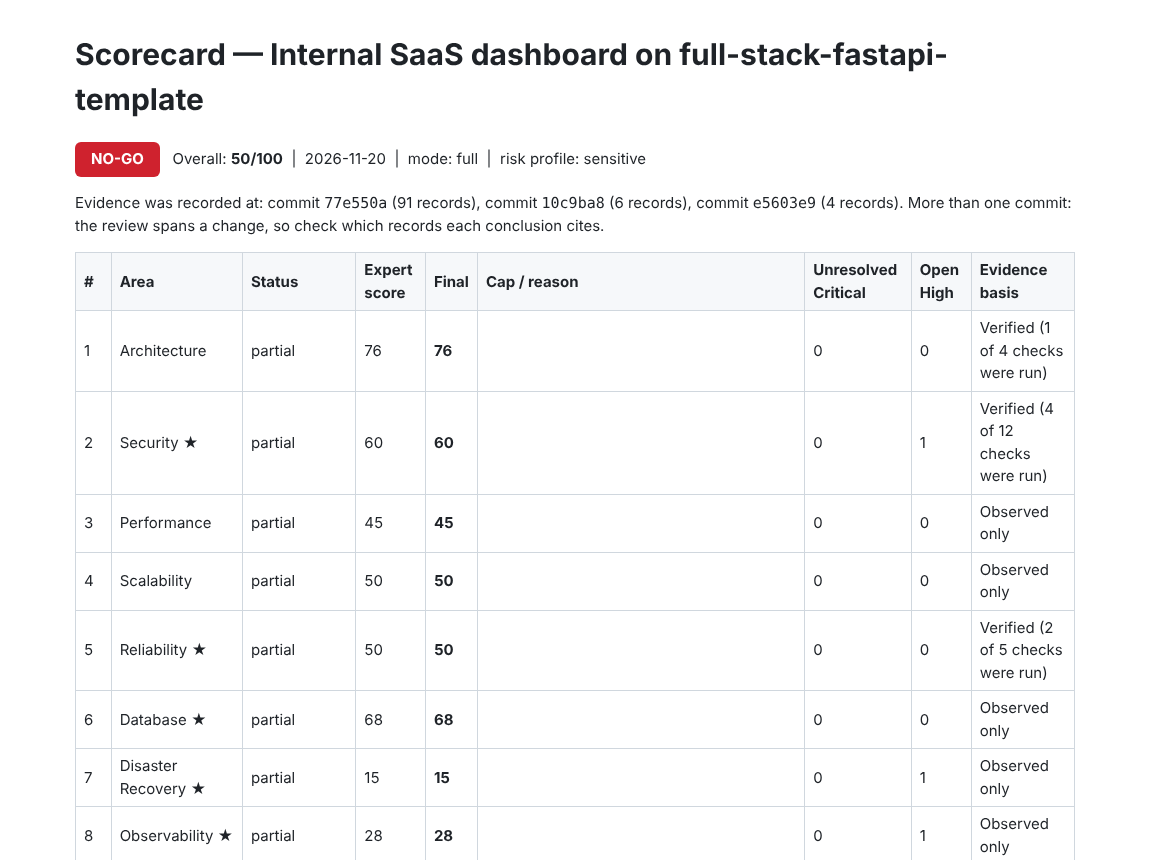 Scorecard — Internal SaaS dashboard on full-stack-fastapi-
template
NO-GO Overall: 50/100 | 2026-11-20 | mode: full | risk profile: sensitive
Evidence was recorded at: commit 77e550a (91 records), commit 10c9ba8 (6 records), commit e5603e9 (4 records). More than one commit:
the review spans a change, so check which records each conclusion cites.
# Area Status Expert score Final Cap / reason Unresolved Critical Open High Evidence basis
1 Architecture partial 76 76 0 0 Verified (1 of 4 checks were run)
2 Security ★ partial 60 60 0 1 Verified (4 of 12 checks were run)
3 Performance partial 45 45 0 0 Observed only
4 Scalability partial 50 50 0 0 Observed only
5 Reliability ★ partial 50 50 0 0 Verified (2 of 5 checks were run)
6 Database ★ partial 68 68 0 0 Observed only
7 Disaster Recovery ★ partial 15 15 0 1 Observed only
8 Observability ★ partial 28 28 0 1 Observed only